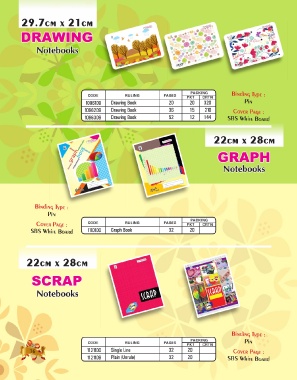 29.7CM X 21CM
DRAWING
Notebooks
CODE RULING PAGES PACKING
PKT CRTN
Drawing Book 20 20 320
Drawing Book 36 15 210
Drawing Book 52 12 144
Binding Type :
Pin
Cover Page :
SBS White Board
22CM X 28CM
GRAPH
Notebooks
Binding Type :
Pin
Cover Page :
SBS White Board
CODE RULING PAGES PACKING
PKT CRTN
Graph Book 32 20
22CM X 28CM
SCRAP
Notebooks
SCRAP
Binding Type :
Pin
Cover Page :
SBS White Board
CODE RULING PAGES PACKING
PKT CRTN
Single Line 32 20
32 20